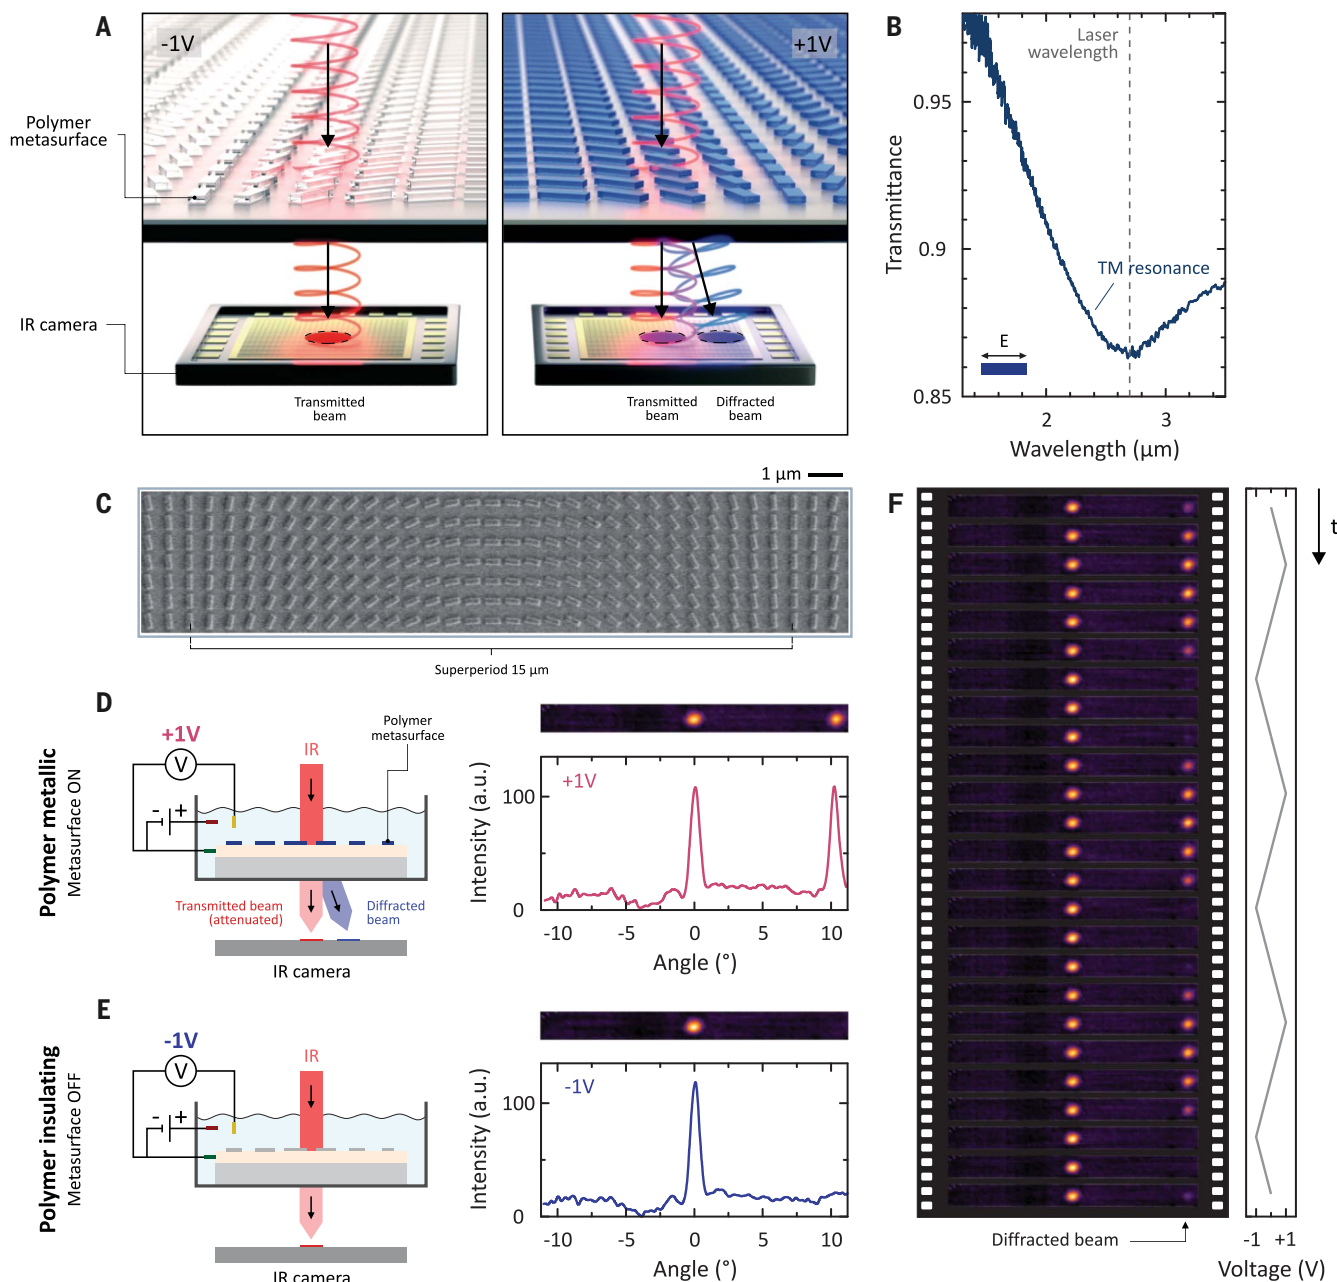 A
-1V
+1V
Polymer
metasurface
IR camera
Transmitted
beam
Transmitted
beam
Diffracted
beam
B
Laser
wavelength
0.95
0.9
0.85
Transmittance
TM resonance
E
2
3
Wavelength (μm)
1 μm
C
Superperiod 15 μm
D
Polymer metallic
Metasurface ON
+1V
V
- +
IR
Polymer
metasurface
Transmitted beam
(attenuated)
Diffracted
beam
IR camera
+1V
Intensity (a.u.)
100
0
-10
-5
0
5
10
Angle (°)
E
Polymer insulating
Metasurface OFF
-1V
V
- +
IR
IR camera
-1V
Intensity (a.u.)
100
0
-10
-5
0
5
10
Angle (°)
F
t
Diffracted beam
-1 +1
Voltage (V)